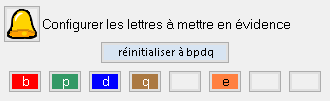 Configurer les lettres à mettre en évidence
réinitialiser à bpdq
b p d q e